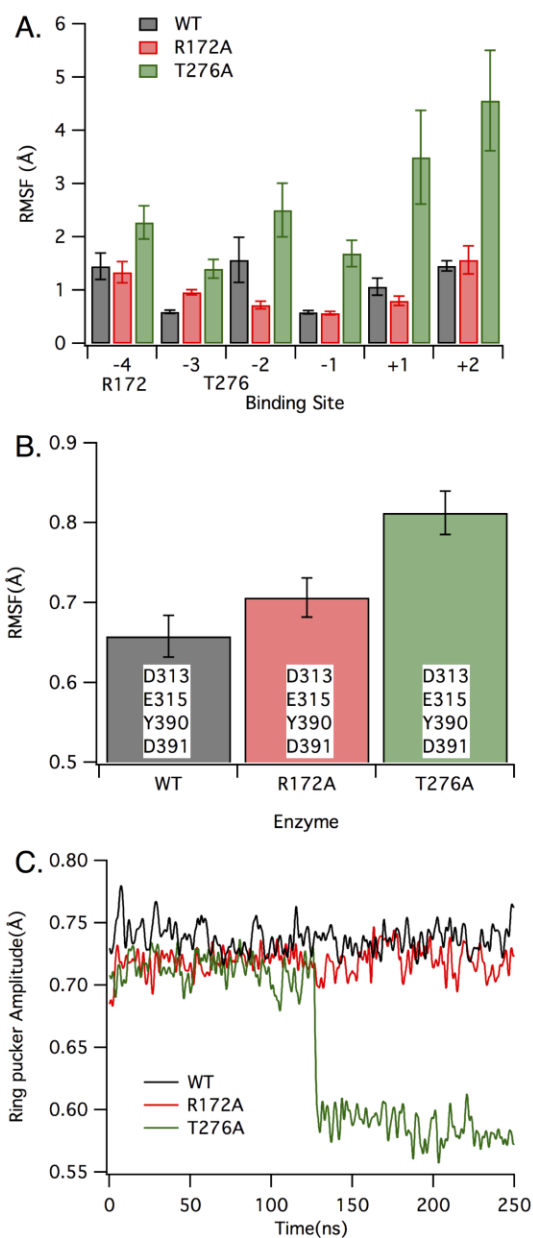 A.
WT
R172A
T276A
6
5
4
3
2
1
0
RMSF (Å)
-4 -3 -2 -1 +1 +2
R172 T276
Binding Site
B.
0.9
0.8
0.7
0.6
0.5
RMSF(Å)
D313 D313 D313
E315 E315 E315
Y390 Y390 Y390
D391 D391 D391
WT R172A T276A
Enzyme
C.
0.80
0.75
0.70
0.65
0.60
0.55
Ring pucker Amplitude(Å)
WT
R172A
T276A
0 50 100 150 200 250
Time(ns)